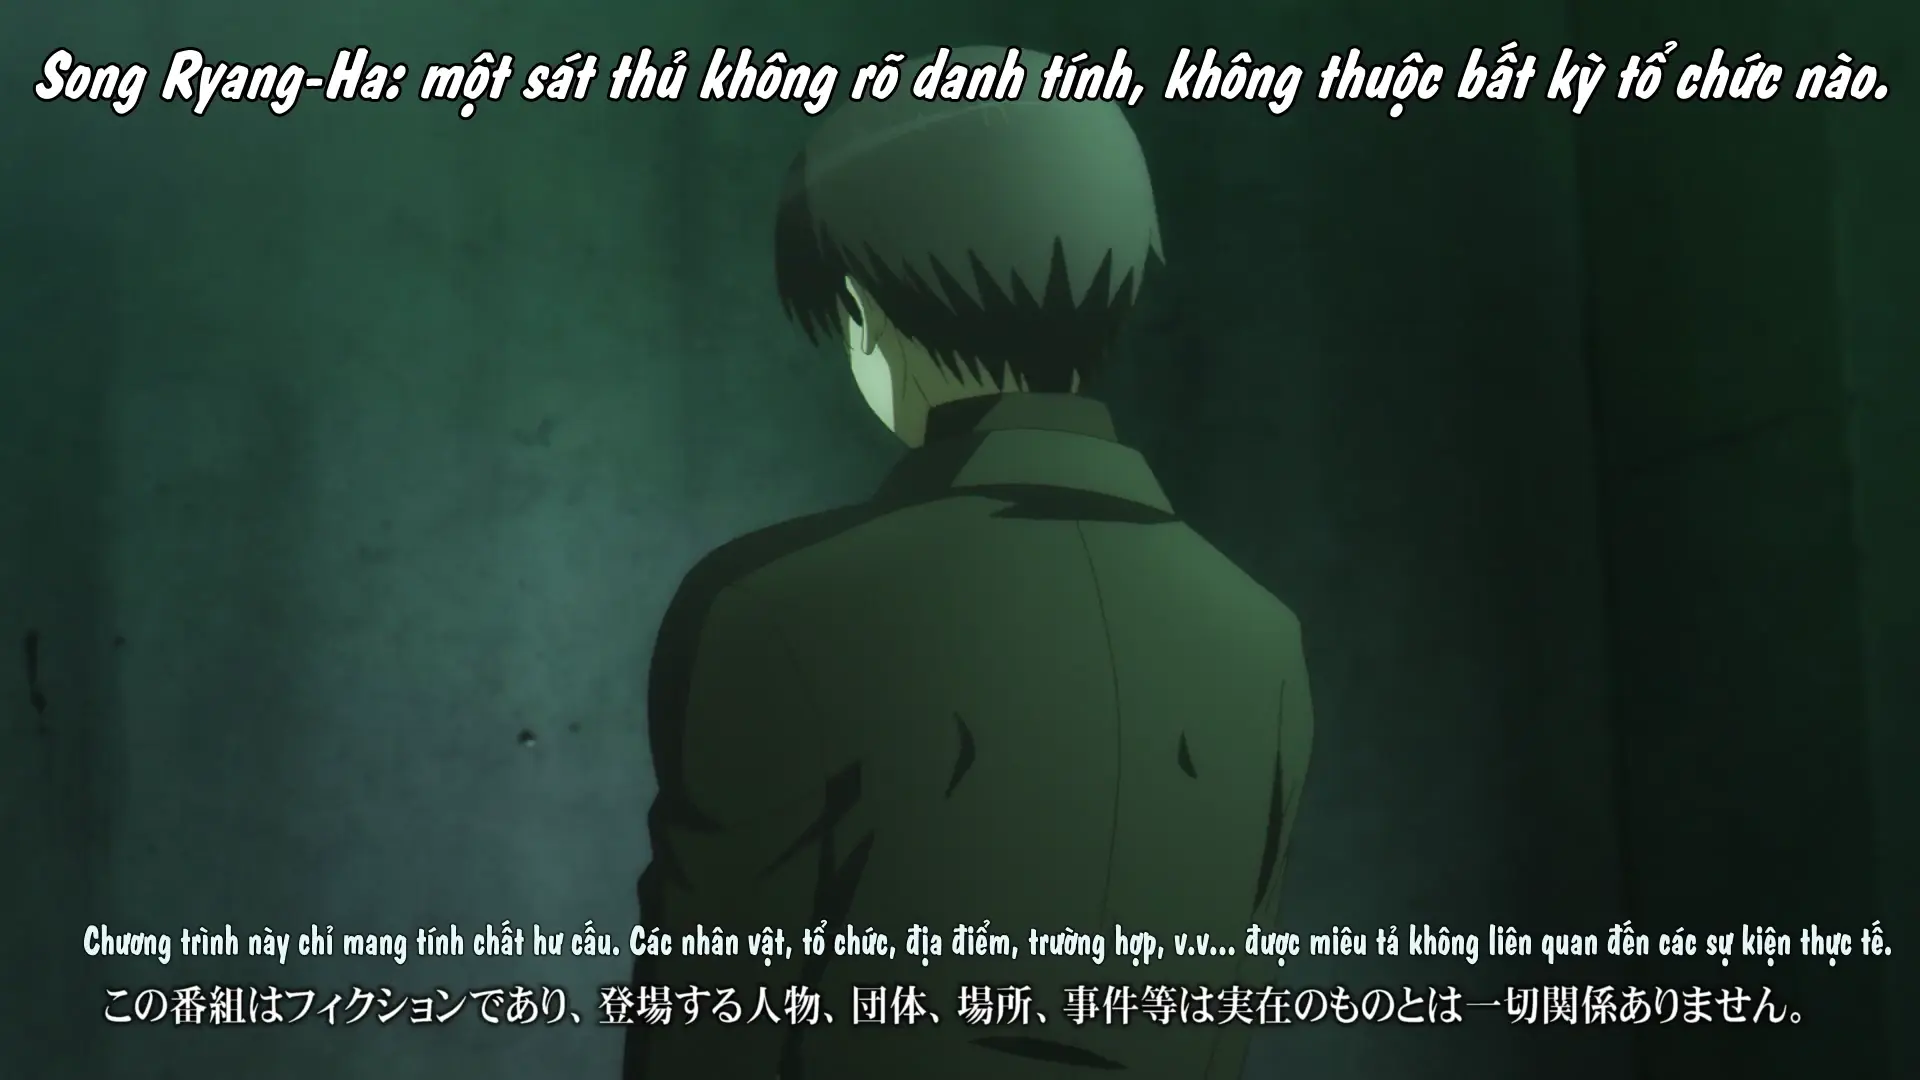 Song Ryang-Ha: một sát thủ không rõ danh tính, không thuộc bất kỳ tổ chức nào.
Chương trình này chỉ mang tính chất hư cấu. Các nhân vật, tổ chức, địa điểm, trường hợp, v.v... được miêu tả không liên quan đến các sự kiện thực tế.
この番組はフィクションであり、登場する人物、団体、場所、事件等は実在のものとは一切関係ありません。